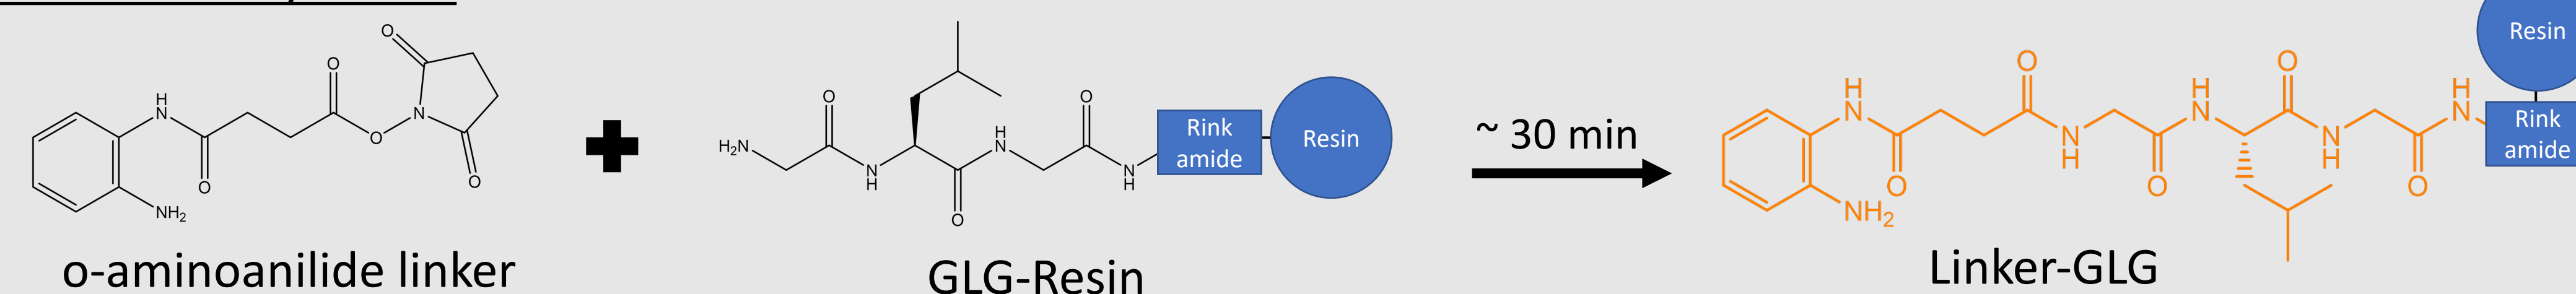 O
O
H
N
O
N
O
O
NH2
O
o-aminoanilide linker
H2N
O
N
H
O
H
N
O
N
H
Rink
amide
Resin
GLG-Resin
~ 30 min
H
N
O
NH2
O
N
H
O
H
N
O
N
H
O
H
N
Resin
Rink
amide
Linker-GLG